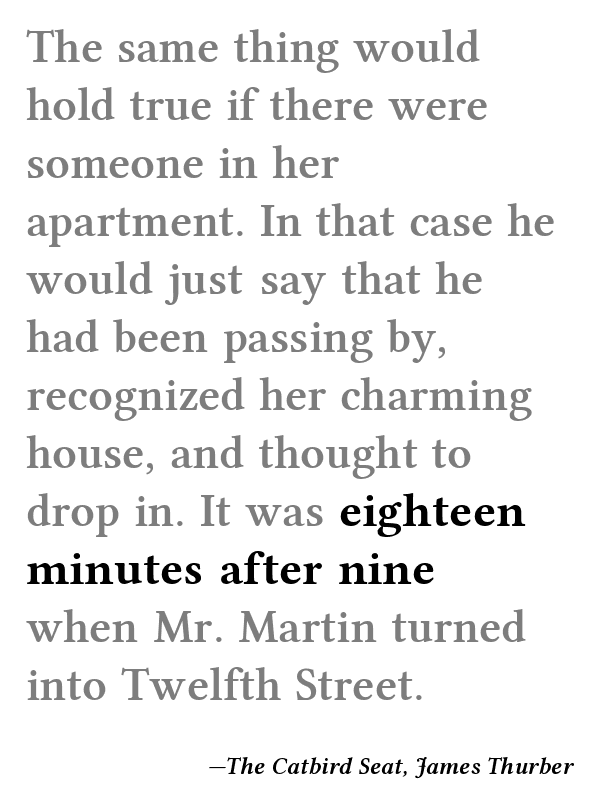 The same thing would
hold true if there were
someone in her
apartment. In that case he
would just say that he
had been passing by,
recognized her charming
house, and thought to
drop in. It was eighteen
minutes after nine
when Mr. Martin turned
into Twelfth Street.
—The Catbird Seat, James Thurber